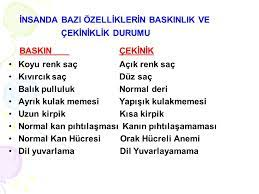 İNSANDA BAZI ÖZELLİKLERİN BASKINLIK VE
ÇEKİNİKLİK DURUMU
BASKIN ÇEKİNİK
• Koyu renk saç Açık renk saç
• Kıvırcık saç Düz saç
• Balık pulluluk Normal deri
• Ayrık kulak memesi Yapışık kulakmemesi
• Uzun kirpik Kısa kirpik
• Normal kan pıhtılaşması Kanın pıhtılaşamaması
• Normal Kan Hücresi Orak Hücreli Anemi
• Dil yuvarlama Dil Yuvarlayamama